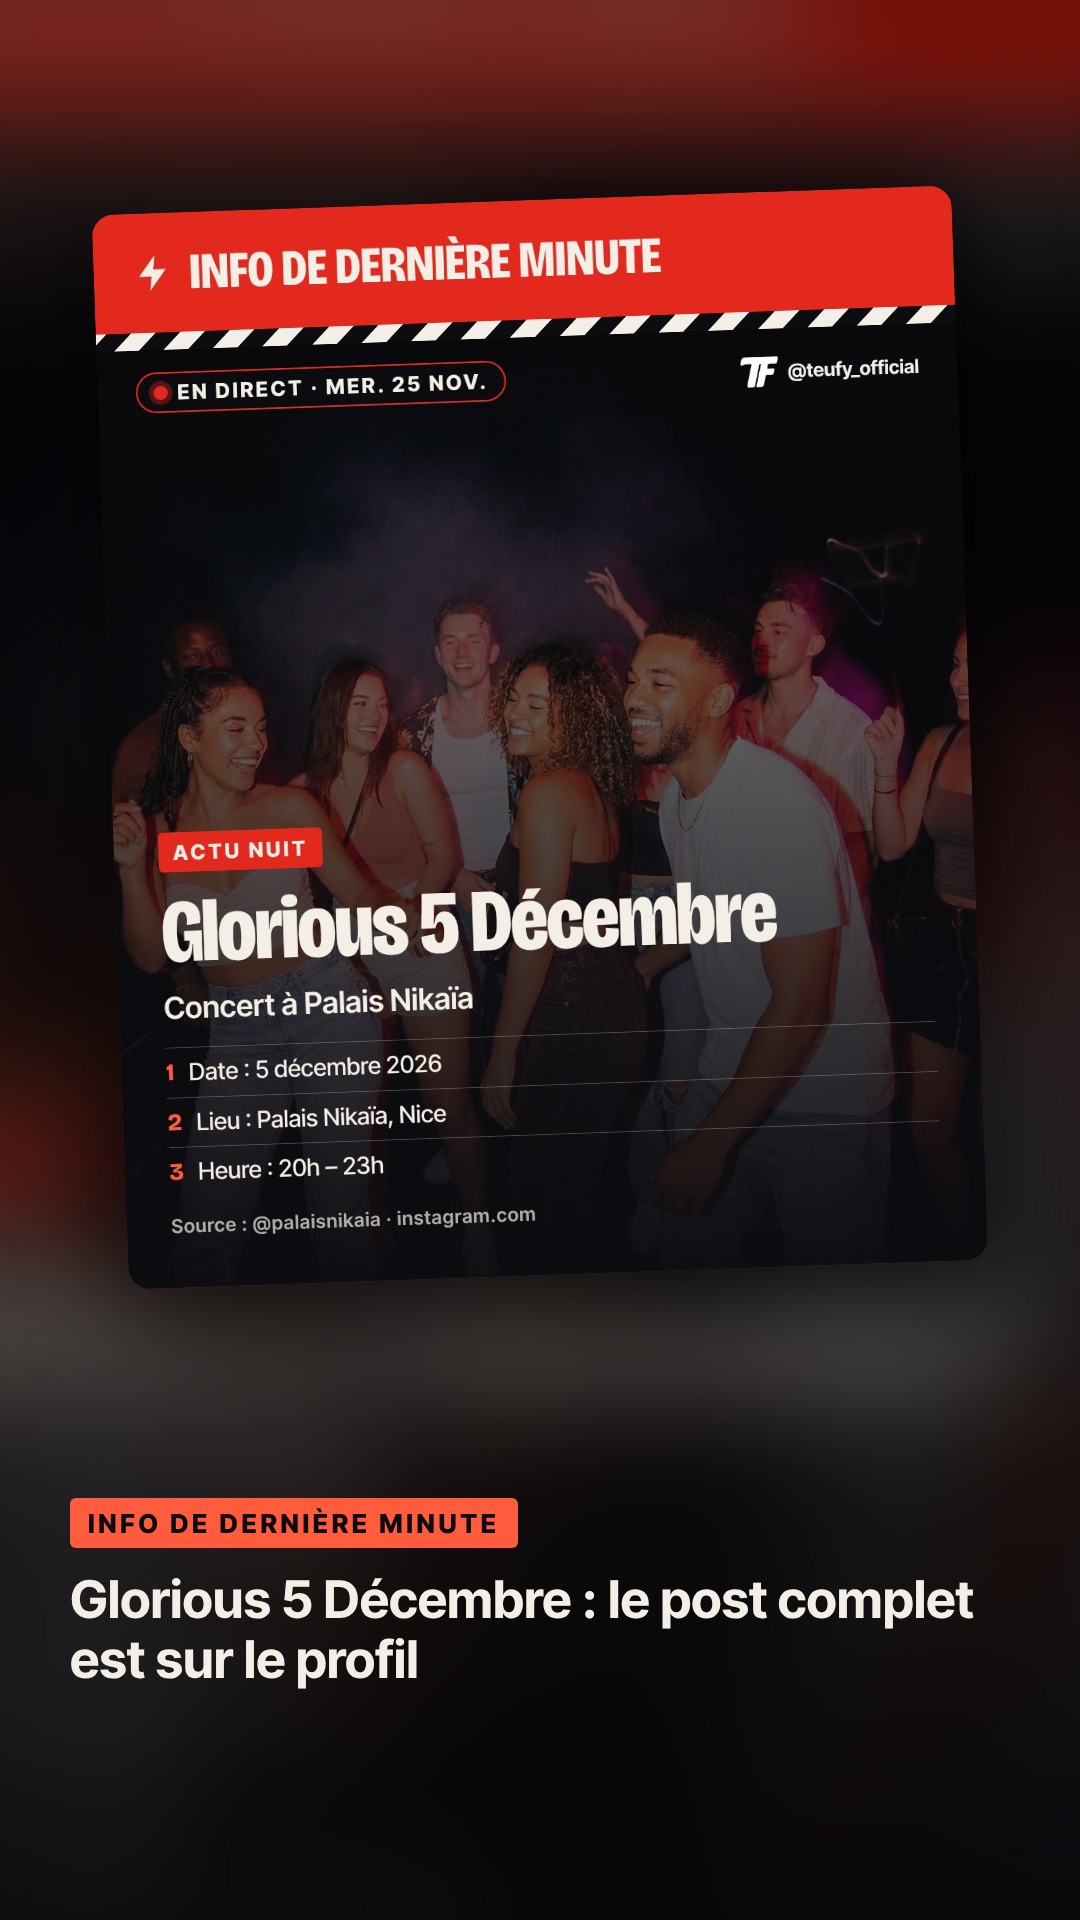 INFO DE DERNIÈRE MINUTE
EN DIRECT · MER. 25 NOV.
TF @teufy_official
ACTU NUIT
Glorious 5 Décembre
Concert à Palais Nikaïa
1 Date : 5 décembre 2026
2 Lieu : Palais Nikaïa, Nice
3 Heure : 20h – 23h
Source : @palaisnikaia · instagram.com
INFO DE DERNIÈRE MINUTE
Glorious 5 Décembre : le post complet
est sur le profil